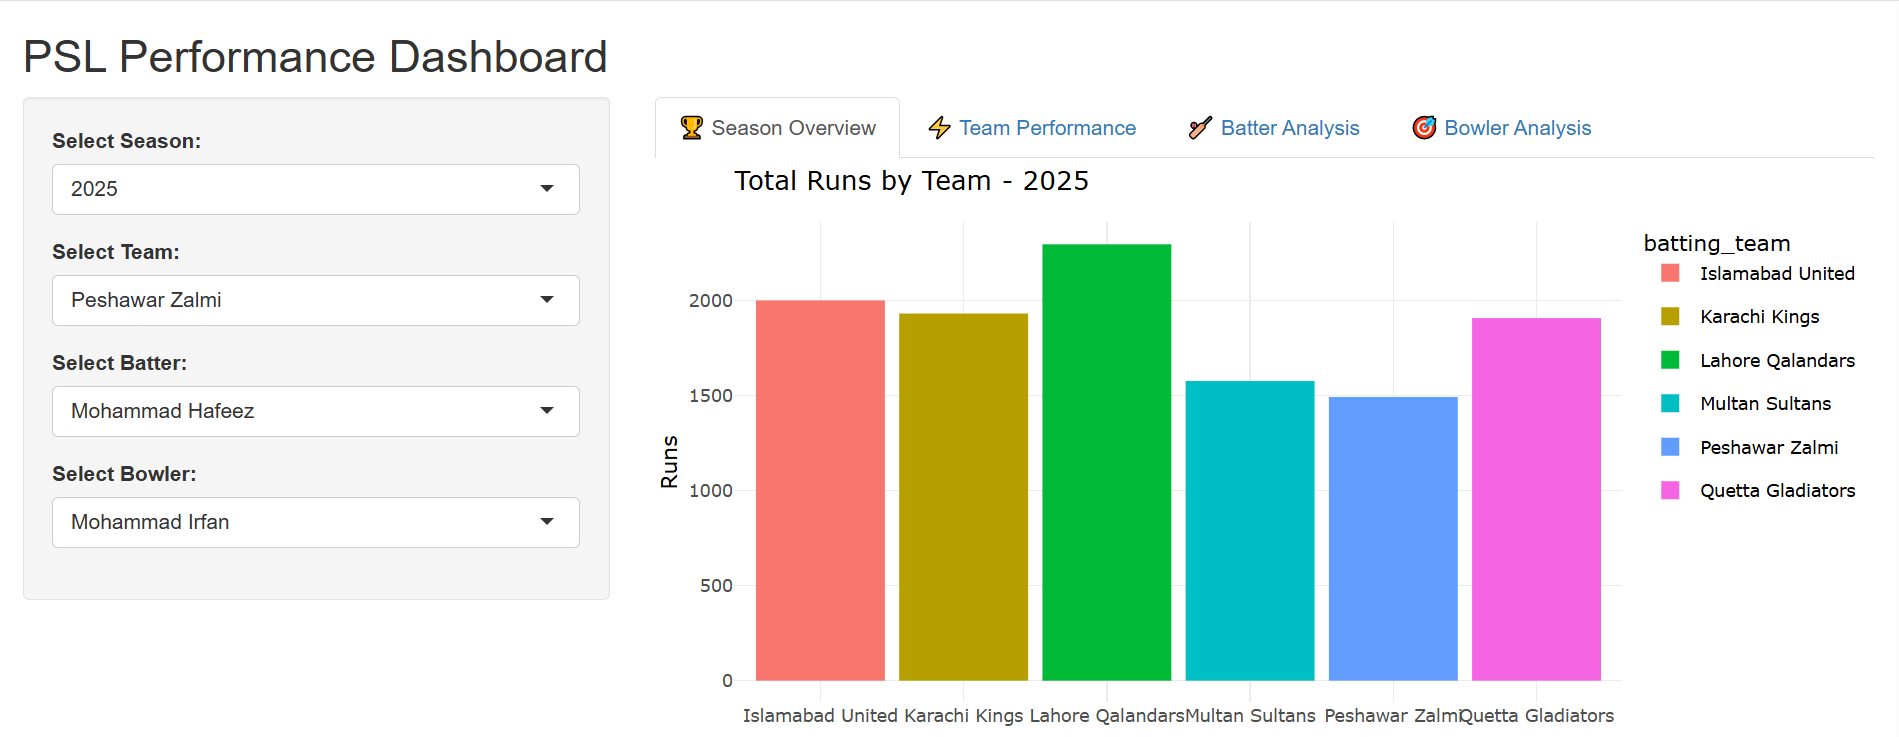 PSL Performance Dashboard
Select Season:
2025
Select Team:
Peshawar Zalmi
Select Batter:
Mohammad Hafeez
Select Bowler:
Mohammad Irfan
Season Overview
Team Performance
Batter Analysis
Bowler Analysis
Total Runs by Team - 2025
Runs
2000
1500
1000
500
0
Islamabad United
Karachi Kings
Lahore Qalandars
Multan Sultans
Peshawar Zalmi
Quetta Gladiators
batting_team
Islamabad United
Karachi Kings
Lahore Qalandars
Multan Sultans
Peshawar Zalmi
Quetta Gladiators